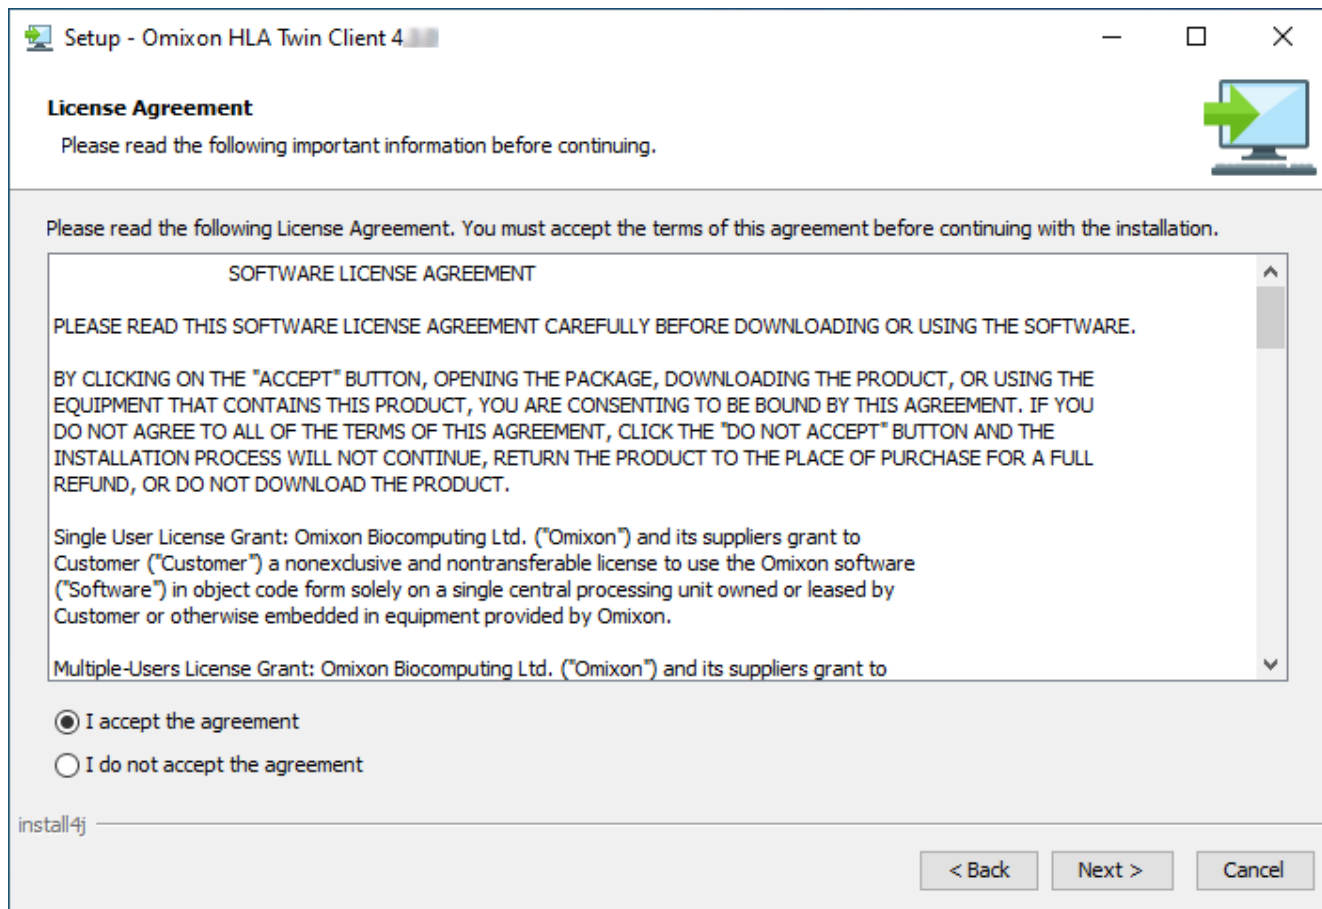 Setup - Omixon HLA Twin Client 4
License Agreement
Please read the following important information before continuing.
Please read the following License Agreement. You must accept the terms of this agreement before continuing with the installation.
SOFTWARE LICENSE AGREEMENT
PLEASE READ THIS SOFTWARE LICENSE AGREEMENT CAREFULLY BEFORE DOWNLOADING OR USING THE SOFTWARE.
BY CLICKING ON THE "ACCEPT" BUTTON, OPENING THE PACKAGE, DOWNLOADING THE PRODUCT, OR USING THE
EQUIPMENT THAT CONTAINS THIS PRODUCT, YOU ARE CONSENTING TO BE BOUND BY THIS AGREEMENT. IF YOU
DO NOT AGREE TO ALL OF THE TERMS OF THIS AGREEMENT, CLICK THE "DO NOT ACCEPT" BUTTON AND THE
INSTALLATION PROCESS WILL NOT CONTINUE, RETURN THE PRODUCT TO THE PLACE OF PURCHASE FOR A FULL
REFUND, OR DO NOT DOWNLOAD THE PRODUCT.
Single User License Grant: Omixon Biocomputing Ltd. ("Omixon") and its suppliers grant to
Customer ("Customer") a nonexclusive and nontransferable license to use the Omixon software
("Software") in object code form solely on a single central processing unit owned or leased by
Customer or otherwise embedded in equipment provided by Omixon.
Multiple-Users License Grant: Omixon Biocomputing Ltd. ("Omixon") and its suppliers grant to
I accept the agreement
I do not accept the agreement
install4j
< Back
Next >
Cancel